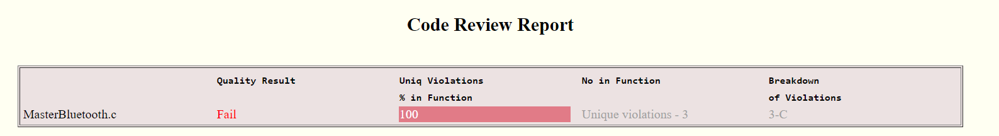 Code Review Report
Quality Result Uniq Violations No in Function Breakdown
% in Function of Violations
MasterBluetooth.c Fail 100 Unique violations - 3 3-C